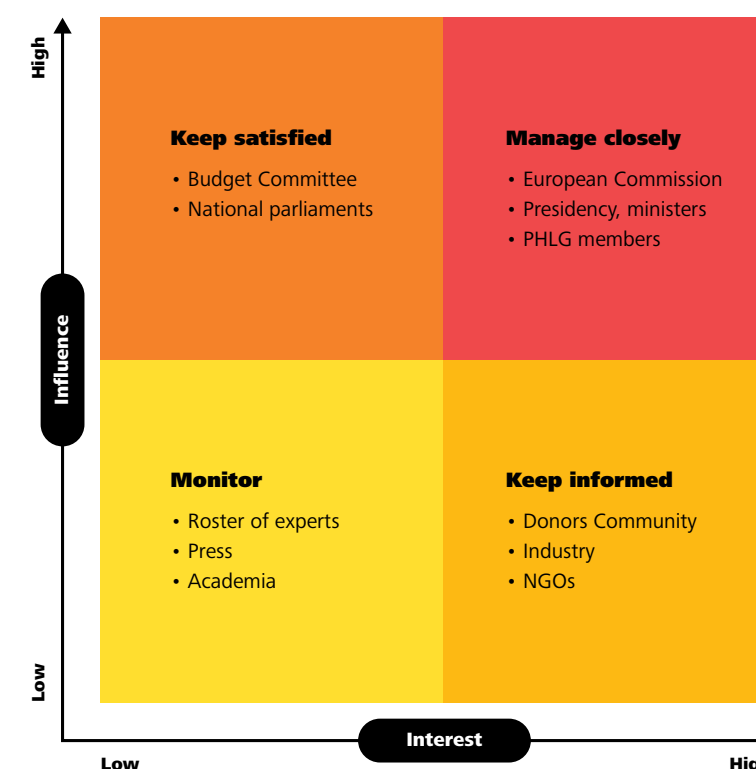 High
Keep satisfied
• Budget Committee
• National parliaments
Manage closely
• European Commission
• Presidency, ministers
• PHLG members
Influence
Monitor
• Roster of experts
• Press
• Academia
Keep informed
• Donors Community
• Industry
• NGOs
Low
Interest
Low